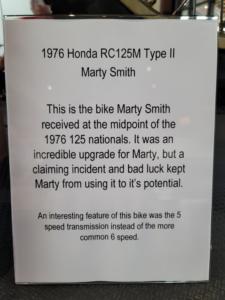 1976 Honda RC125M Type II
Marty Smith
This is the bike Marty Smith
received at the midpoint of the
1976 125 nationals. It was an
incredible upgrade for Marty, but a
claiming incident and bad luck kept
Marty from using it to it's potential.
An interesting feature of this bike was the 5
speed transmission instead of the more
common 6 speed.